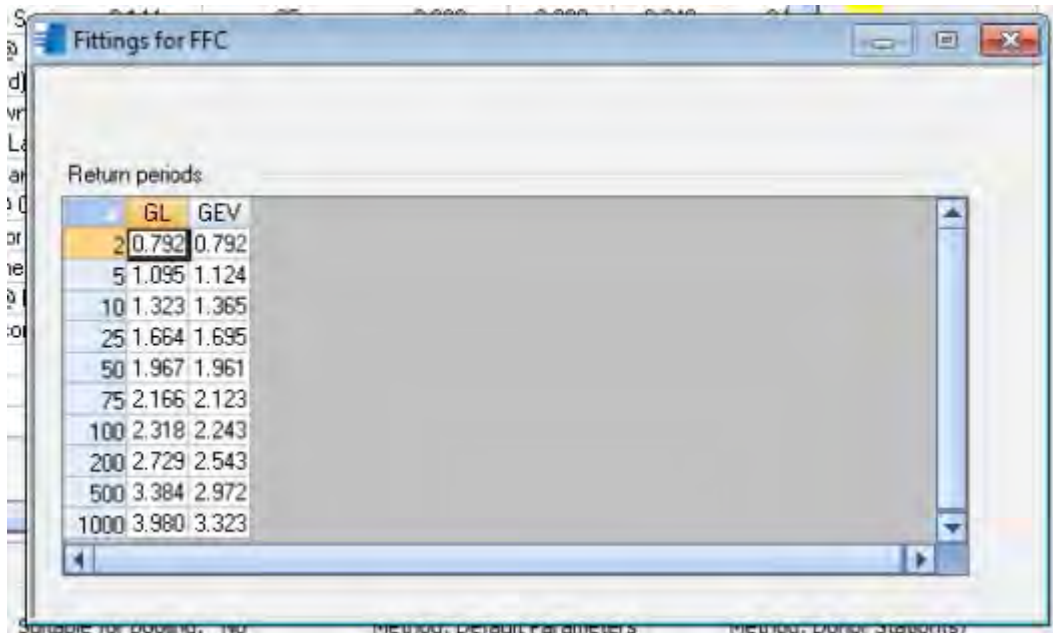 Fittings for FFC
Return periods
GL GEV
2 0.792 0.792
5 1.095 1.124
10 1.323 1.365
25 1.664 1.695
50 1.967 1.961
75 2.166 2.123
100 2.318 2.243
200 2.729 2.543
500 3.384 2.972
1000 3.980 3.323
Suitable for pooling: No Method: Default Parameters Method: Donor Station(s)